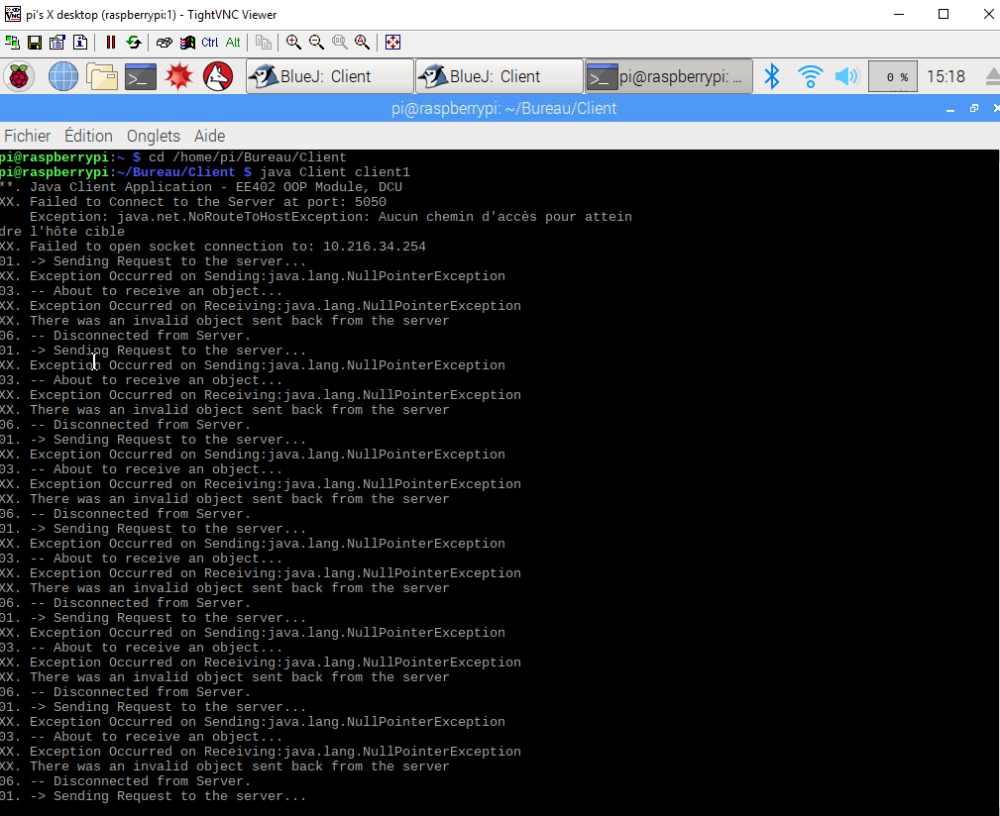 pi's X desktop (raspberrypi:1) - TightVNC Viewer
Ctrl Alt
BlueJ: Client
BlueJ: Client
pi@raspberrypi: ...
0 %
15:18
pi@raspberrypi: ~/Bureau/Client
Fichier Édition Onglets Aide
pi@raspberrypi:~ $ cd /home/pi/Bureau/Client
pi@raspberrypi:~/Bureau/Client $ java Client client1
**. Java Client Application - EE402 OOP Module, DCU
XX. Failed to Connect to the Server at port: 5050
Exception: java.net.NoRouteToHostException: Aucun chemin d'accès pour attein
dre l'hôte cible
XX. Failed to open socket connection to: 10.216.34.254
01. -> Sending Request to the server...
XX. Exception Occurred on Sending:java.lang.NullPointerException
03. -- About to receive an object...
XX. Exception Occurred on Receiving:java.lang.NullPointerException
XX. There was an invalid object sent back from the server
06. -- Disconnected from Server.
01. -> Sending Request to the server...
XX. Exception Occurred on Sending:java.lang.NullPointerException
03. -- About to receive an object...
XX. Exception Occurred on Receiving:java.lang.NullPointerException
XX. There was an invalid object sent back from the server
06. -- Disconnected from Server.
01. -> Sending Request to the server...
XX. Exception Occurred on Sending:java.lang.NullPointerException
03. -- About to receive an object...
XX. Exception Occurred on Receiving:java.lang.NullPointerException
XX. There was an invalid object sent back from the server
06. -- Disconnected from Server.
01. -> Sending Request to the server...
XX. Exception Occurred on Sending:java.lang.NullPointerException
03. -- About to receive an object...
XX. Exception Occurred on Receiving:java.lang.NullPointerException
XX. There was an invalid object sent back from the server
06. -- Disconnected from Server.
01. -> Sending Request to the server...
XX. Exception Occurred on Sending:java.lang.NullPointerException
03. -- About to receive an object...
XX. Exception Occurred on Receiving:java.lang.NullPointerException
XX. There was an invalid object sent back from the server
06. -- Disconnected from Server.
01. -> Sending Request to the server...
XX. Exception Occurred on Sending:java.lang.NullPointerException
03. -- About to receive an object...
XX. Exception Occurred on Receiving:java.lang.NullPointerException
XX. There was an invalid object sent back from the server
06. -- Disconnected from Server.
01. -> Sending Request to the server...